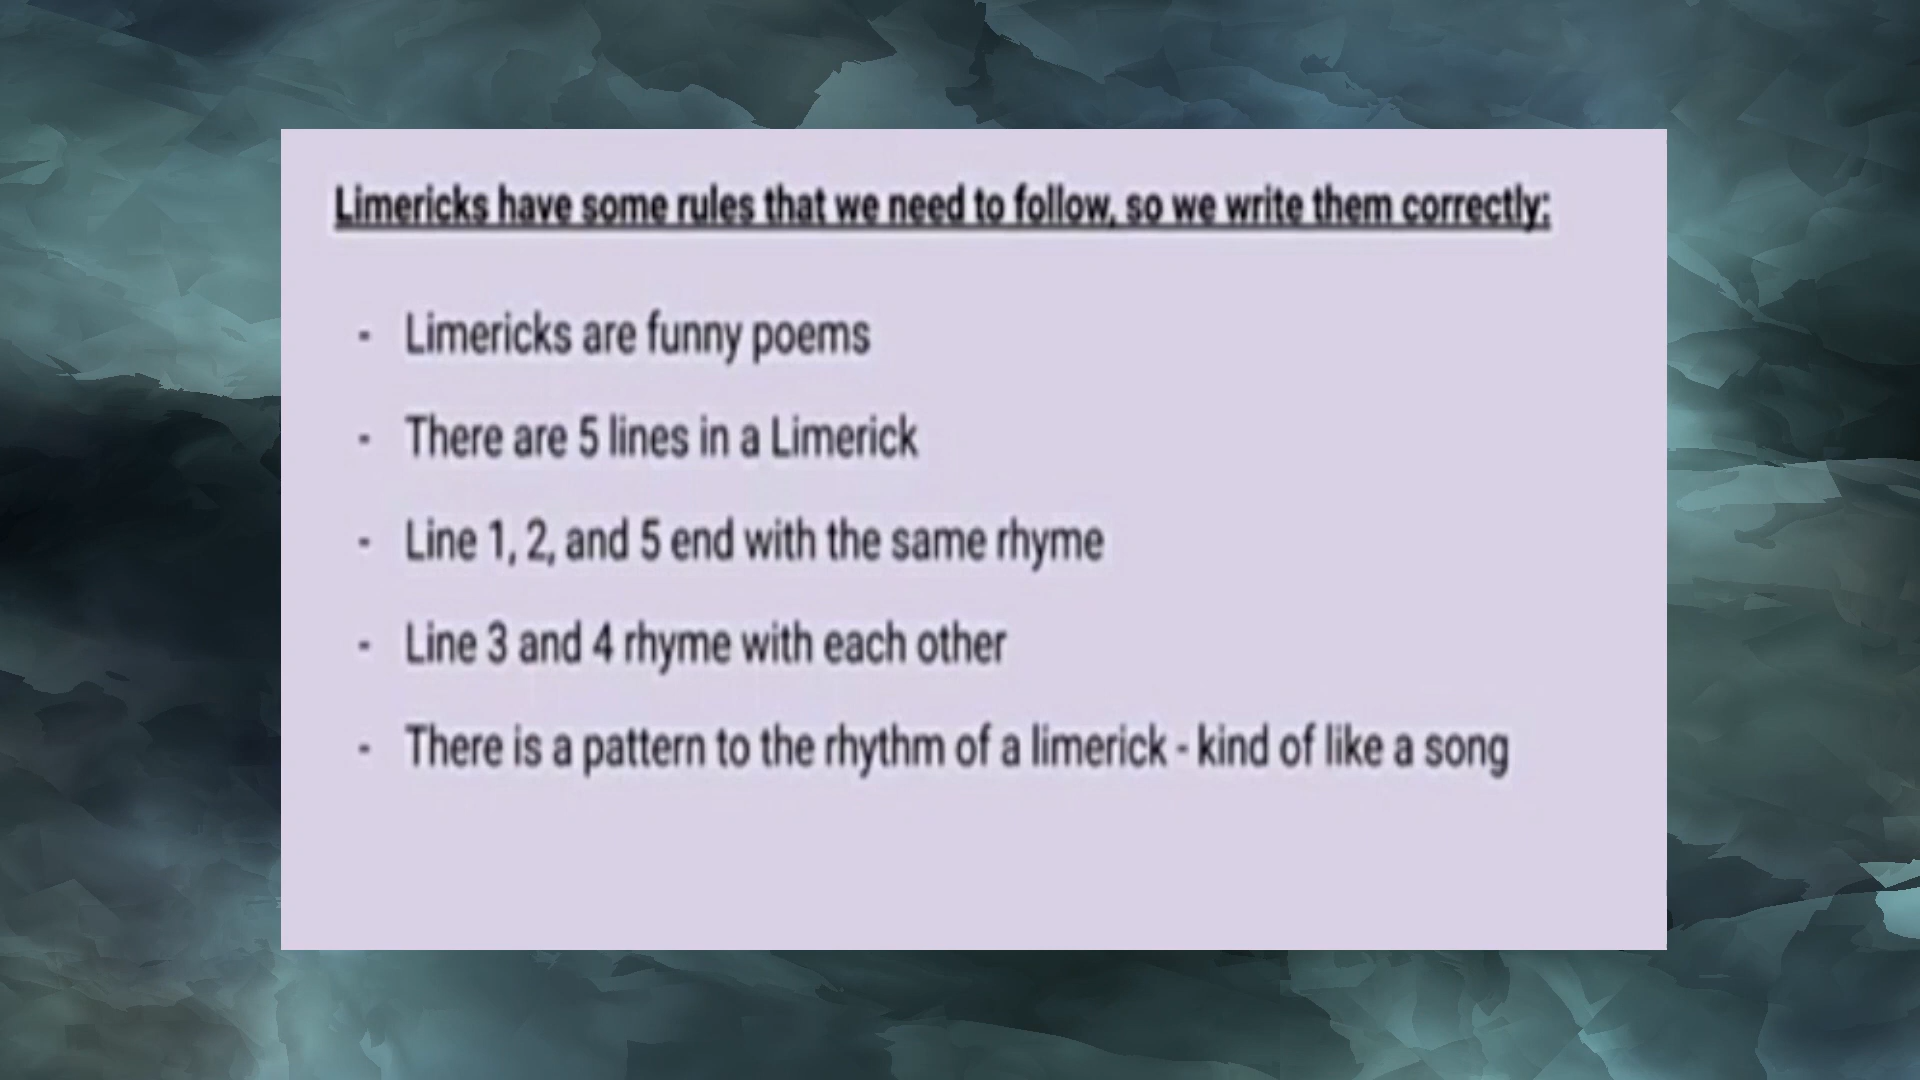 Limericks have some rules that we need to follow, so we write them correctly:
- Limericks are funny poems
- There are 5 lines in a Limerick
- Line 1, 2, and 5 end with the same rhyme
- Line 3 and 4 rhyme with each other
- There is a pattern to the rhythm of a limerick - kind of like a song